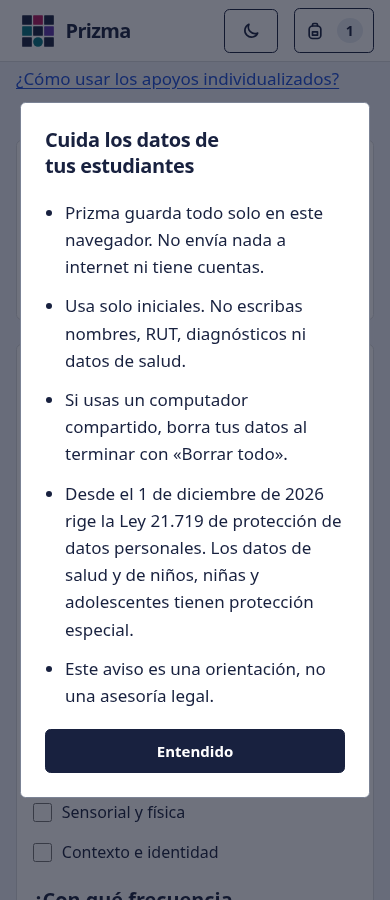 Prizma
1
¿Cómo usar los apoyos individualizados?
Cuida los datos de
tus estudiantes
Prizma guarda todo solo en este
navegador. No envía nada a
internet ni tiene cuentas.
Usa solo iniciales. No escribas
nombres, RUT, diagnósticos ni
datos de salud.
Si usas un computador
compartido, borra tus datos al
terminar con «Borrar todo».
Desde el 1 de diciembre de 2026
rige la Ley 21.719 de protección de
datos personales. Los datos de
salud y de niños, niñas y
adolescentes tienen protección
especial.
Este aviso es una orientación, no
una asesoría legal.
Entendido
Sensorial y física
Contexto e identidad
¿Con qué frecuencia